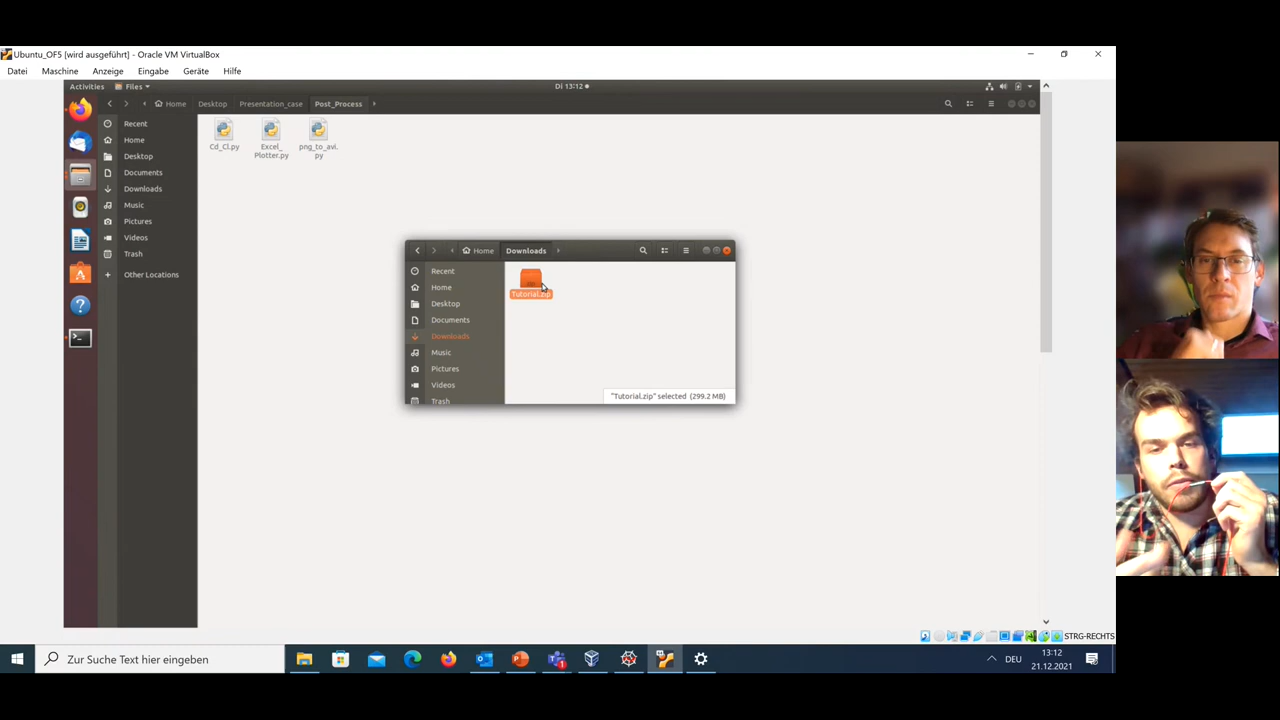 Ubuntu_OF5 [wird ausgeführt] - Oracle VM VirtualBox
Datei Maschine Anzeige Eingabe Geräte Hilfe
Activities Files Di 13:12
Home Desktop Presentation_case Post_Process
Recent
Home
Desktop
Documents
Downloads
Music
Pictures
Videos
Trash
Other Locations
Cd_Cl.py
Excel_
Plotter.py
png_to_avi.
py
Home Downloads
Recent
Home
Desktop
Documents
Downloads
Music
Pictures
Videos
Trash
Tutorial.zip
"Tutorial.zip" selected (299.2 MB)
STRG-RECHTS
Zur Suche Text hier eingeben
DEU
13:12
21.12.2021